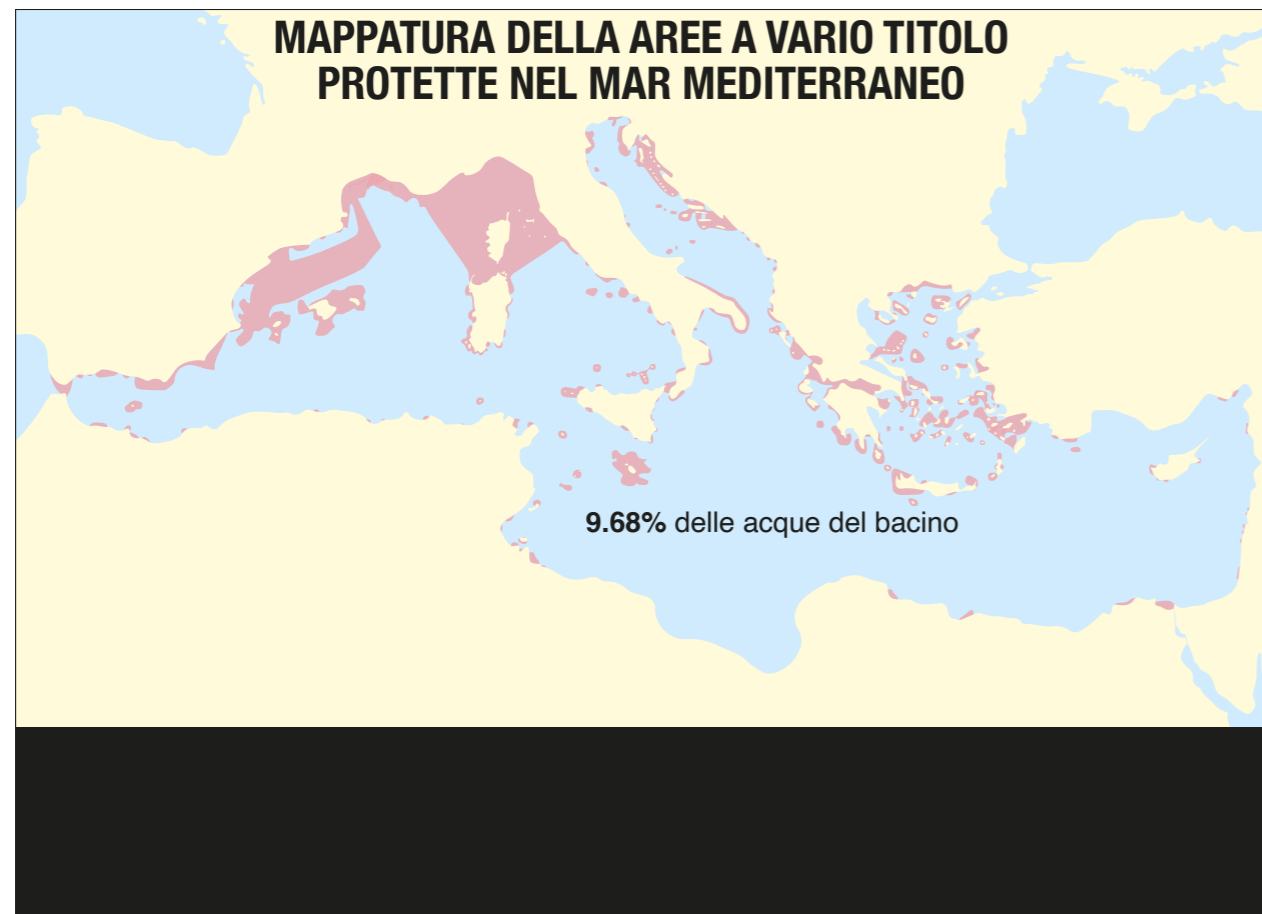 MAPPATURA DELLA AREE A VARIO TITOLO
PROTETTE NEL MAR MEDITERRANEO
9.68% delle acque del bacino